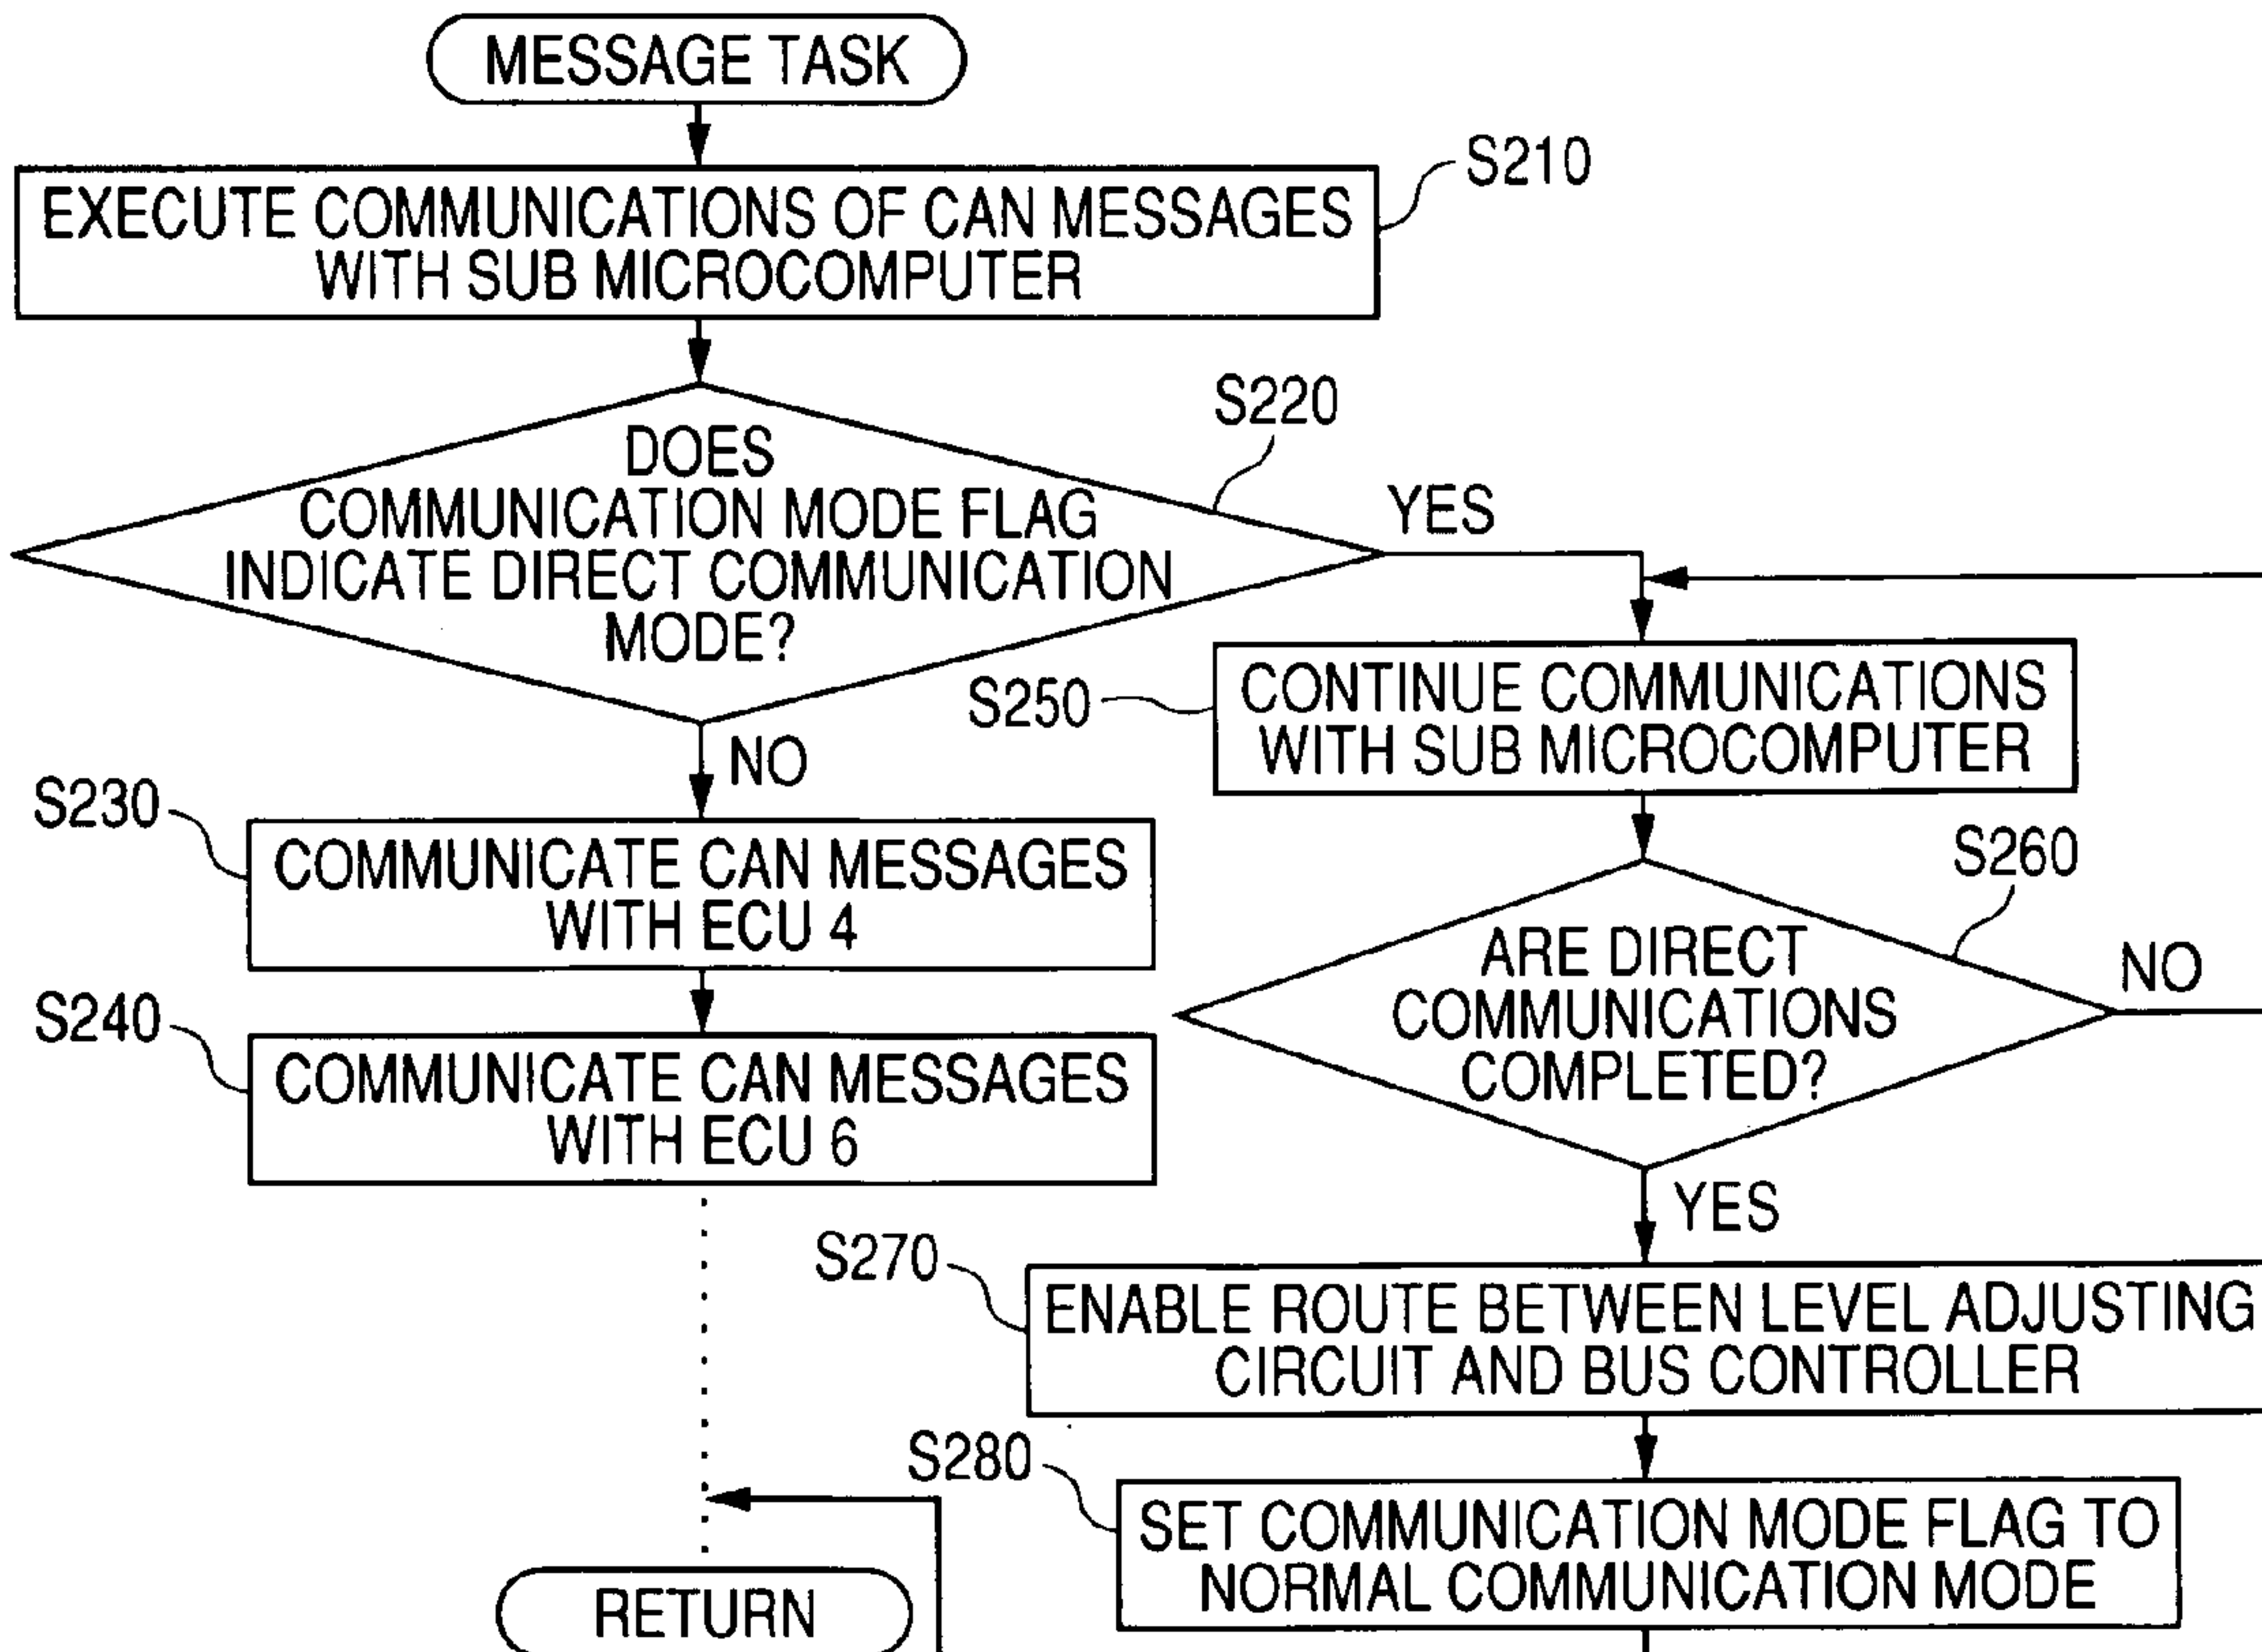 MESSAGE TASK
S210
EXECUTE COMMUNICATIONS OF CAN MESSAGES
WITH SUB MICROCOMPUTER
S220
DOES
COMMUNICATION MODE FLAG
INDICATE DIRECT COMMUNICATION
MODE?
YES
NO
S230
COMMUNICATE CAN MESSAGES
WITH ECU 4
S240
COMMUNICATE CAN MESSAGES
WITH ECU 6
S250
CONTINUE COMMUNICATIONS
WITH SUB MICROCOMPUTER
S260
ARE DIRECT
COMMUNICATIONS
COMPLETED?
NO
YES
S270
ENABLE ROUTE BETWEEN LEVEL ADJUSTING
CIRCUIT AND BUS CONTROLLER
S280
SET COMMUNICATION MODE FLAG TO
NORMAL COMMUNICATION MODE
RETURN